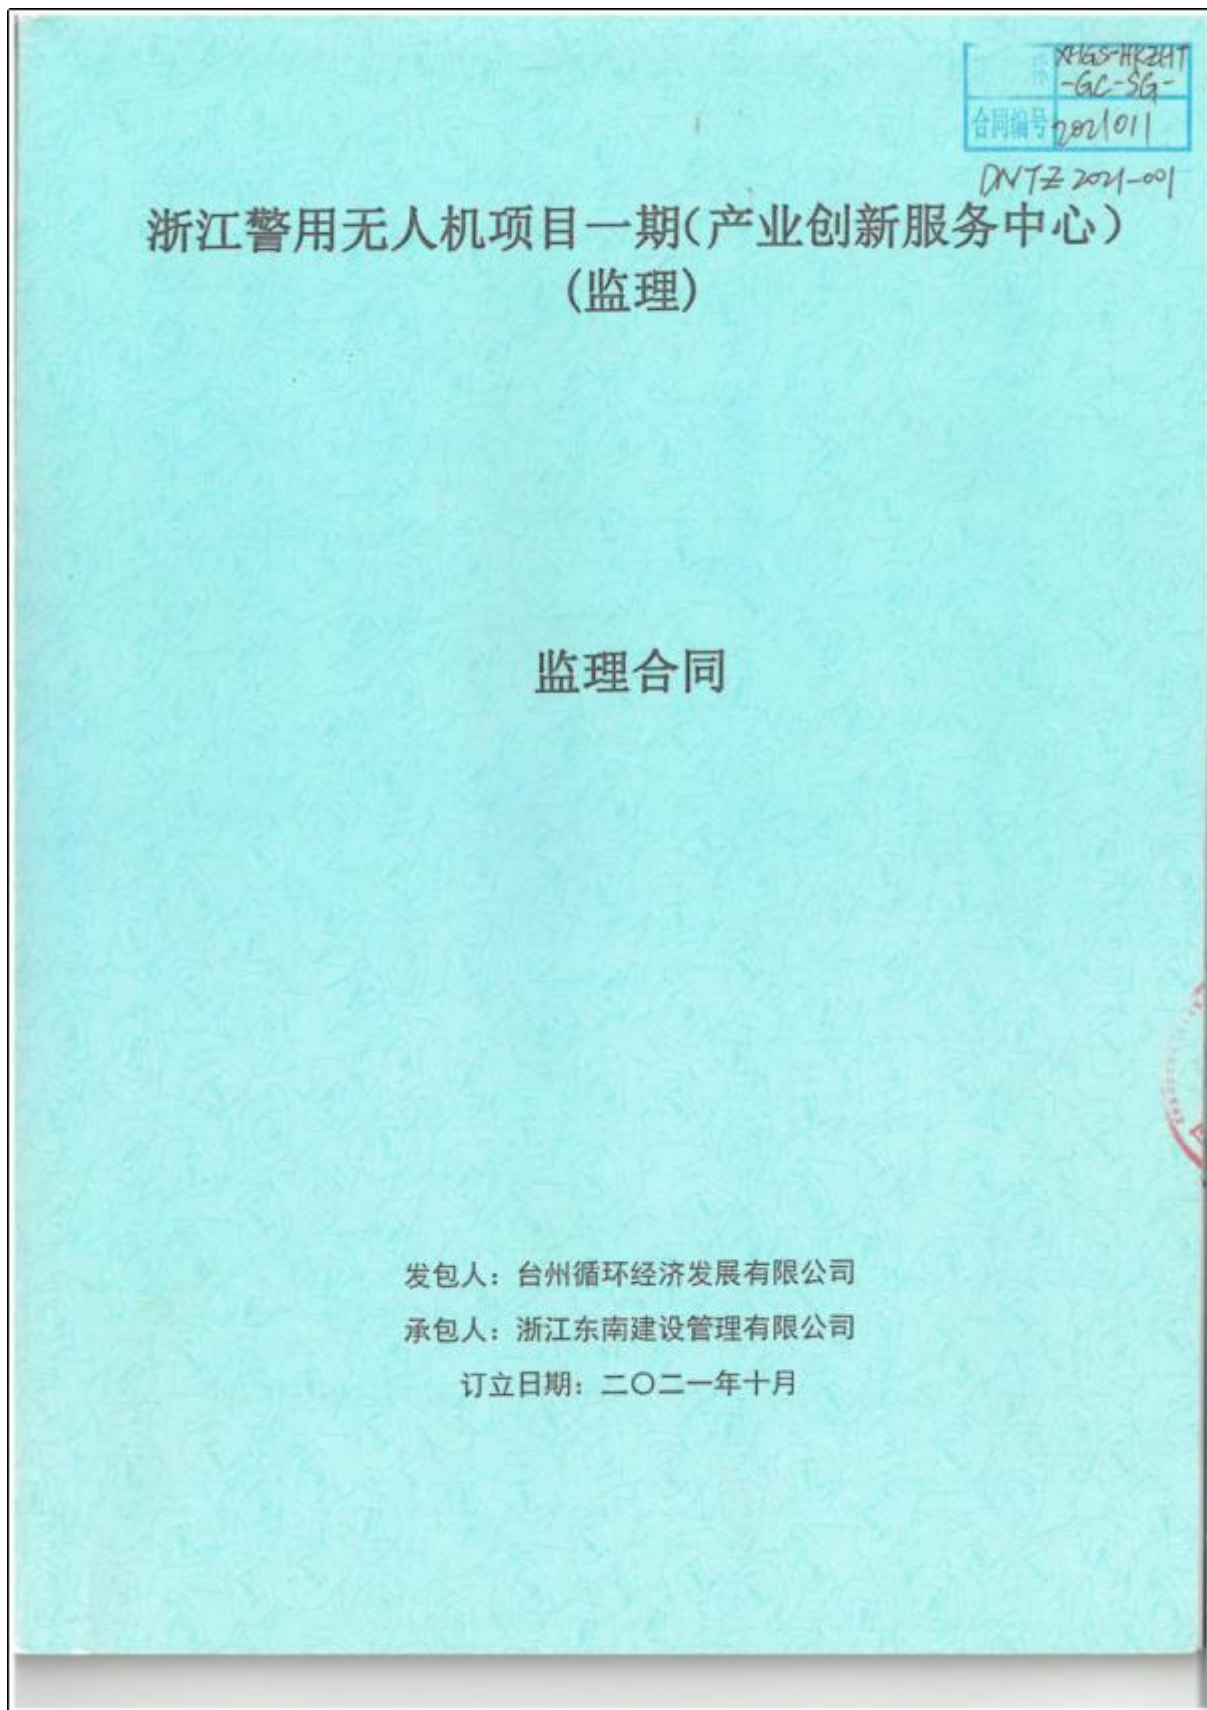 XHGS-HKZHT
-GC-SG-
合同编号 2021011
DNTZ 2021-001
浙江警用无人机项目一期(产业创新服务中心)
(监理)
监理合同
发包人：台州循环经济发展有限公司
承包人：浙江东南建设管理有限公司
订立日期：二〇二一年十月